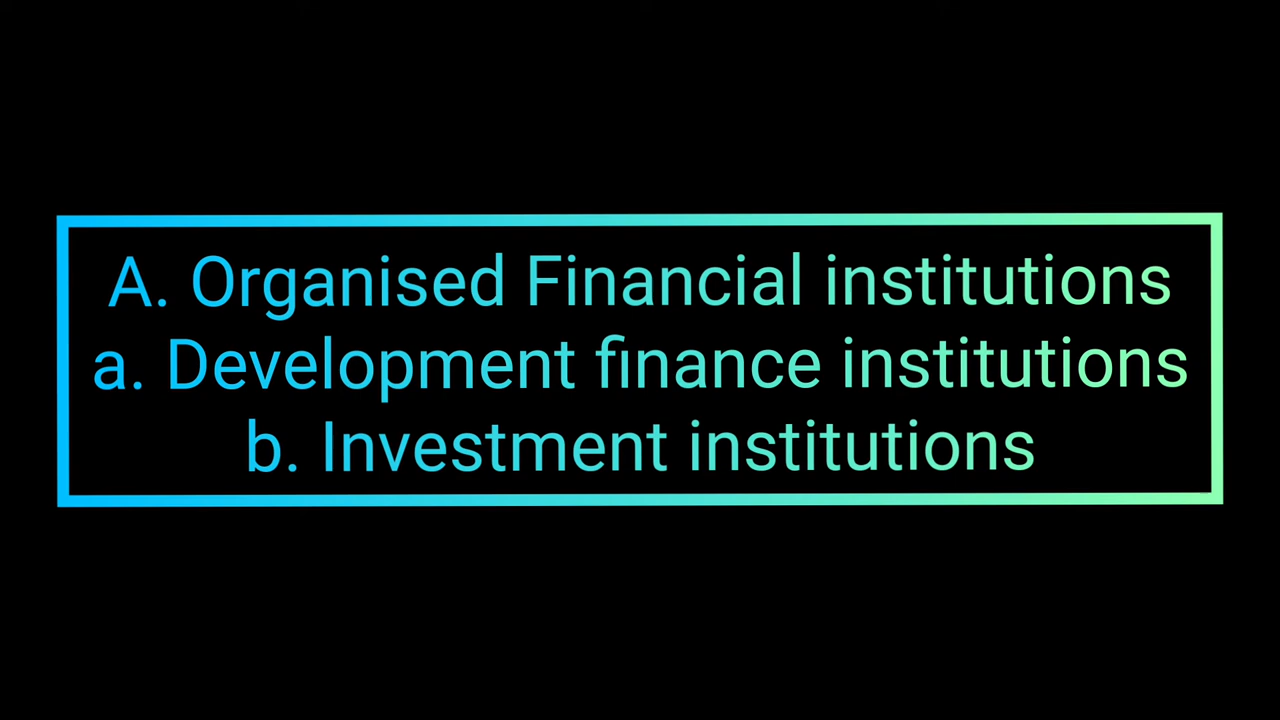 A. Organised Financial institutions
a. Development finance institutions
b. Investment institutions